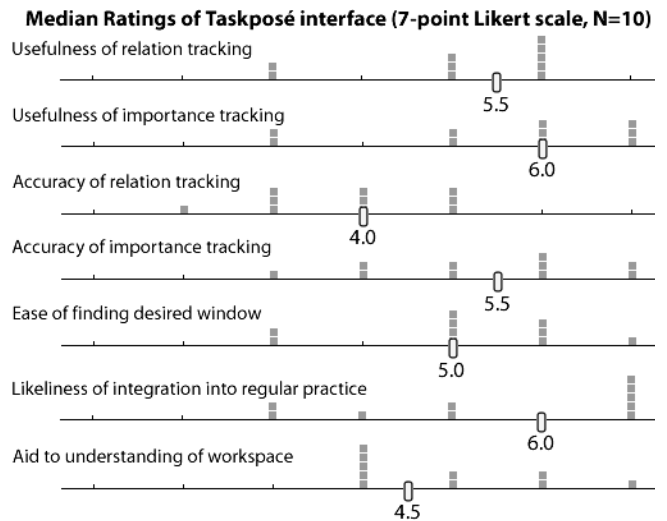 Median Ratings of Taskposé interface (7-point Likert scale, N=10)
Usefulness of relation tracking
5.5
Usefulness of importance tracking
6.0
Accuracy of relation tracking
4.0
Accuracy of importance tracking
5.5
Ease of finding desired window
5.0
Likeliness of integration into regular practice
6.0
Aid to understanding of workspace
4.5